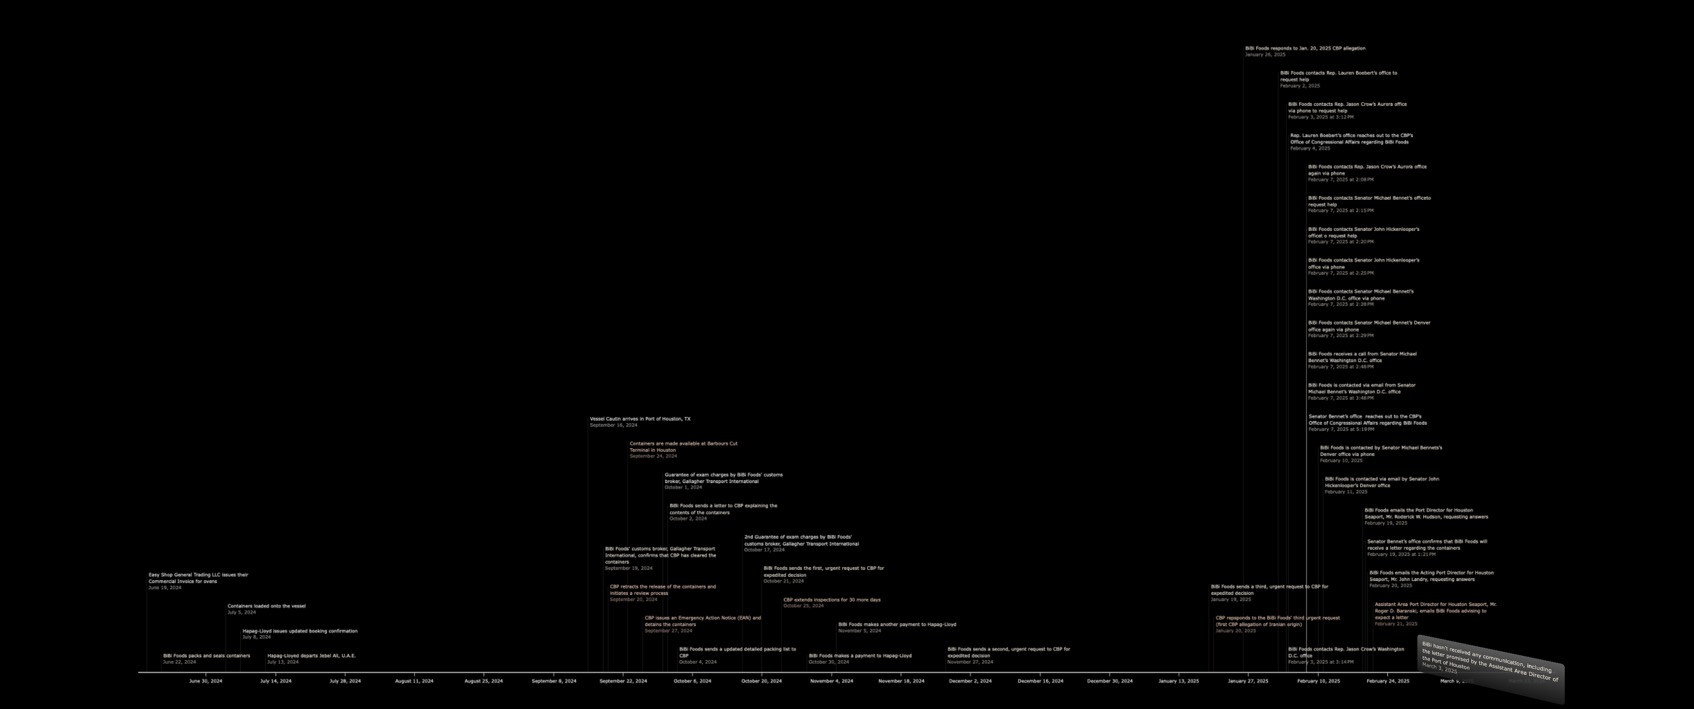 BiBi Foods responds to Jan. 20, 2025 CBP allegation
January 26, 2025
BiBi Foods contacts Rep. Lauren Boebert's office to
request help
February 2, 2025
BiBi Foods contacts Rep. Jason Crow's Aurora office
via phone to request help
February 3, 2025 at 3:12 PM
Rep. Lauren Boebert's office reaches out to the CBP's
Office of Congressional Affairs regarding BiBi Foods
February 4, 2025
BiBi Foods contacts Rep. Jason Crow's Aurora office
again via phone
February 7, 2025 at 2:08 PM
BiBi Foods contacts Senator Michael Bennet's officeto
request help
February 7, 2025 at 2:15 PM
BiBi Foods contacts Senator John Hickenlooper's
officet o request help
February 7, 2025 at 2:20 PM
BiBi Foods contacts Senator John Hickenlooper's
office via phone
February 7, 2025 at 2:25 PM
BiBi Foods contacts Senator Michael Bennett's
Washington D.C. office via phone
February 7, 2025 at 2:28 PM
BiBi Foods contacts Senator Michael Bennet's Denver
office again via phone
February 7, 2025 at 2:29 PM
BiBi Foods receives a call from Senator Michael
Bennet's Washington D.C. office
February 7, 2025 at 2:46 PM
BiBi Foods is contacted via email from Senator
Michael Bennet's Washington D.C. office
February 7, 2025 at 3:46 PM
Senator Bennet's office reaches out to the CBP's
Office of Congressional Affairs regarding BiBi Foods
February 7, 2025 at 5:19 PM
BiBi Foods is contacted by Senator Michael Bennets's
Denver office via phone
February 10, 2025
BiBi Foods is contacted via email by Senator John
Hickenlooper's Denver office
February 11, 2025
BiBi Foods emails the Port Director for Houston
Seaport, Mr. Roderick W. Hudson, requesting answers
February 19, 2025
Senator Bennet's office confirms that BiBi Foods will
receive a letter regarding the containers
February 19, 2025 at 1:21 PM
BiBi Foods emails the Acting Port Director for Houston
Seaport, Mr. John Landry, requesting answers
February 20, 2025
Assistant Area Port Director for Houston Seaport, Mr.
Roger D. Baranski, emails BiBi Foods advising to
expect a letter
February 21, 2025
BiBi hasn't received any communication, including
the letter promised by the Assistant Area Director of
the Port of Houston
March 3, 2025
Vessel Cautin arrives in Port of Houston, TX
September 16, 2024
Containers are made available at Barbours Cut
Terminal in Houston
September 24, 2024
Guarantee of exam charges by BiBi Foods' customs
broker, Gallagher Transport International
October 1, 2024
BiBi Foods sends a letter to CBP explaining the
contents of the containers
October 2, 2024
2nd Guarantee of exam charges by BiBi Foods'
customs broker, Gallagher Transport International
October 17, 2024
BiBi Foods' customs broker, Gallagher Transport
International, confirms that CBP has cleared the
containers
September 19, 2024
BiBi Foods sends the first, urgent request to CBP for
expedited decision
October 21, 2024
Easy Shop General Trading LLC issues their
Commercial Invoice for ovens
June 19, 2024
CBP retracts the release of the containers and
initiates a review process
September 20, 2024
CBP extends inspections for 30 more days
October 25, 2024
BiBi Foods sends a third, urgent request to CBP for
expedited decision
January 19, 2025
Containers loaded onto the vessel
July 5, 2024
CBP issues an Emergency Action Notice (EAN) and
detains the containers
September 27, 2024
BiBi Foods makes another payment to Hapag-Lloyd
November 5, 2024
CBP repsponds to the BiBi Foods' third urgent request
(first CBP allegation of Iranian origin)
January 20, 2025
Hapag-Lloyd issues updated booking confirmation
July 8, 2024
BiBi Foods packs and seals containers
June 22, 2024
Hapag-Lloyod departs Jebel Ali, U.A.E.
July 13, 2024
BiBi Foods sends a updated detailed packing list to
CBP
October 4, 2024
BiBi Foods makes a payment to Hapag-Lloyd
October 30, 2024
BiBi Foods sends a second, urgent request to CBP for
expedited decision
November 27, 2024
BiBi Foods contacts Rep. Jason Crow's Washington
D.C. office
February 3, 2025 at 3:14 PM
June 30, 2024 July 14, 2024 July 28, 2024 August 11, 2024 August 25, 2024 September 8, 2024 September 22, 2024 October 6, 2024 October 20, 2024 November 4, 2024 November 18, 2024 December 2, 2024 December 16, 2024 December 30, 2024 January 13, 2025 January 27, 2025 February 10, 2025 February 24, 2025 March